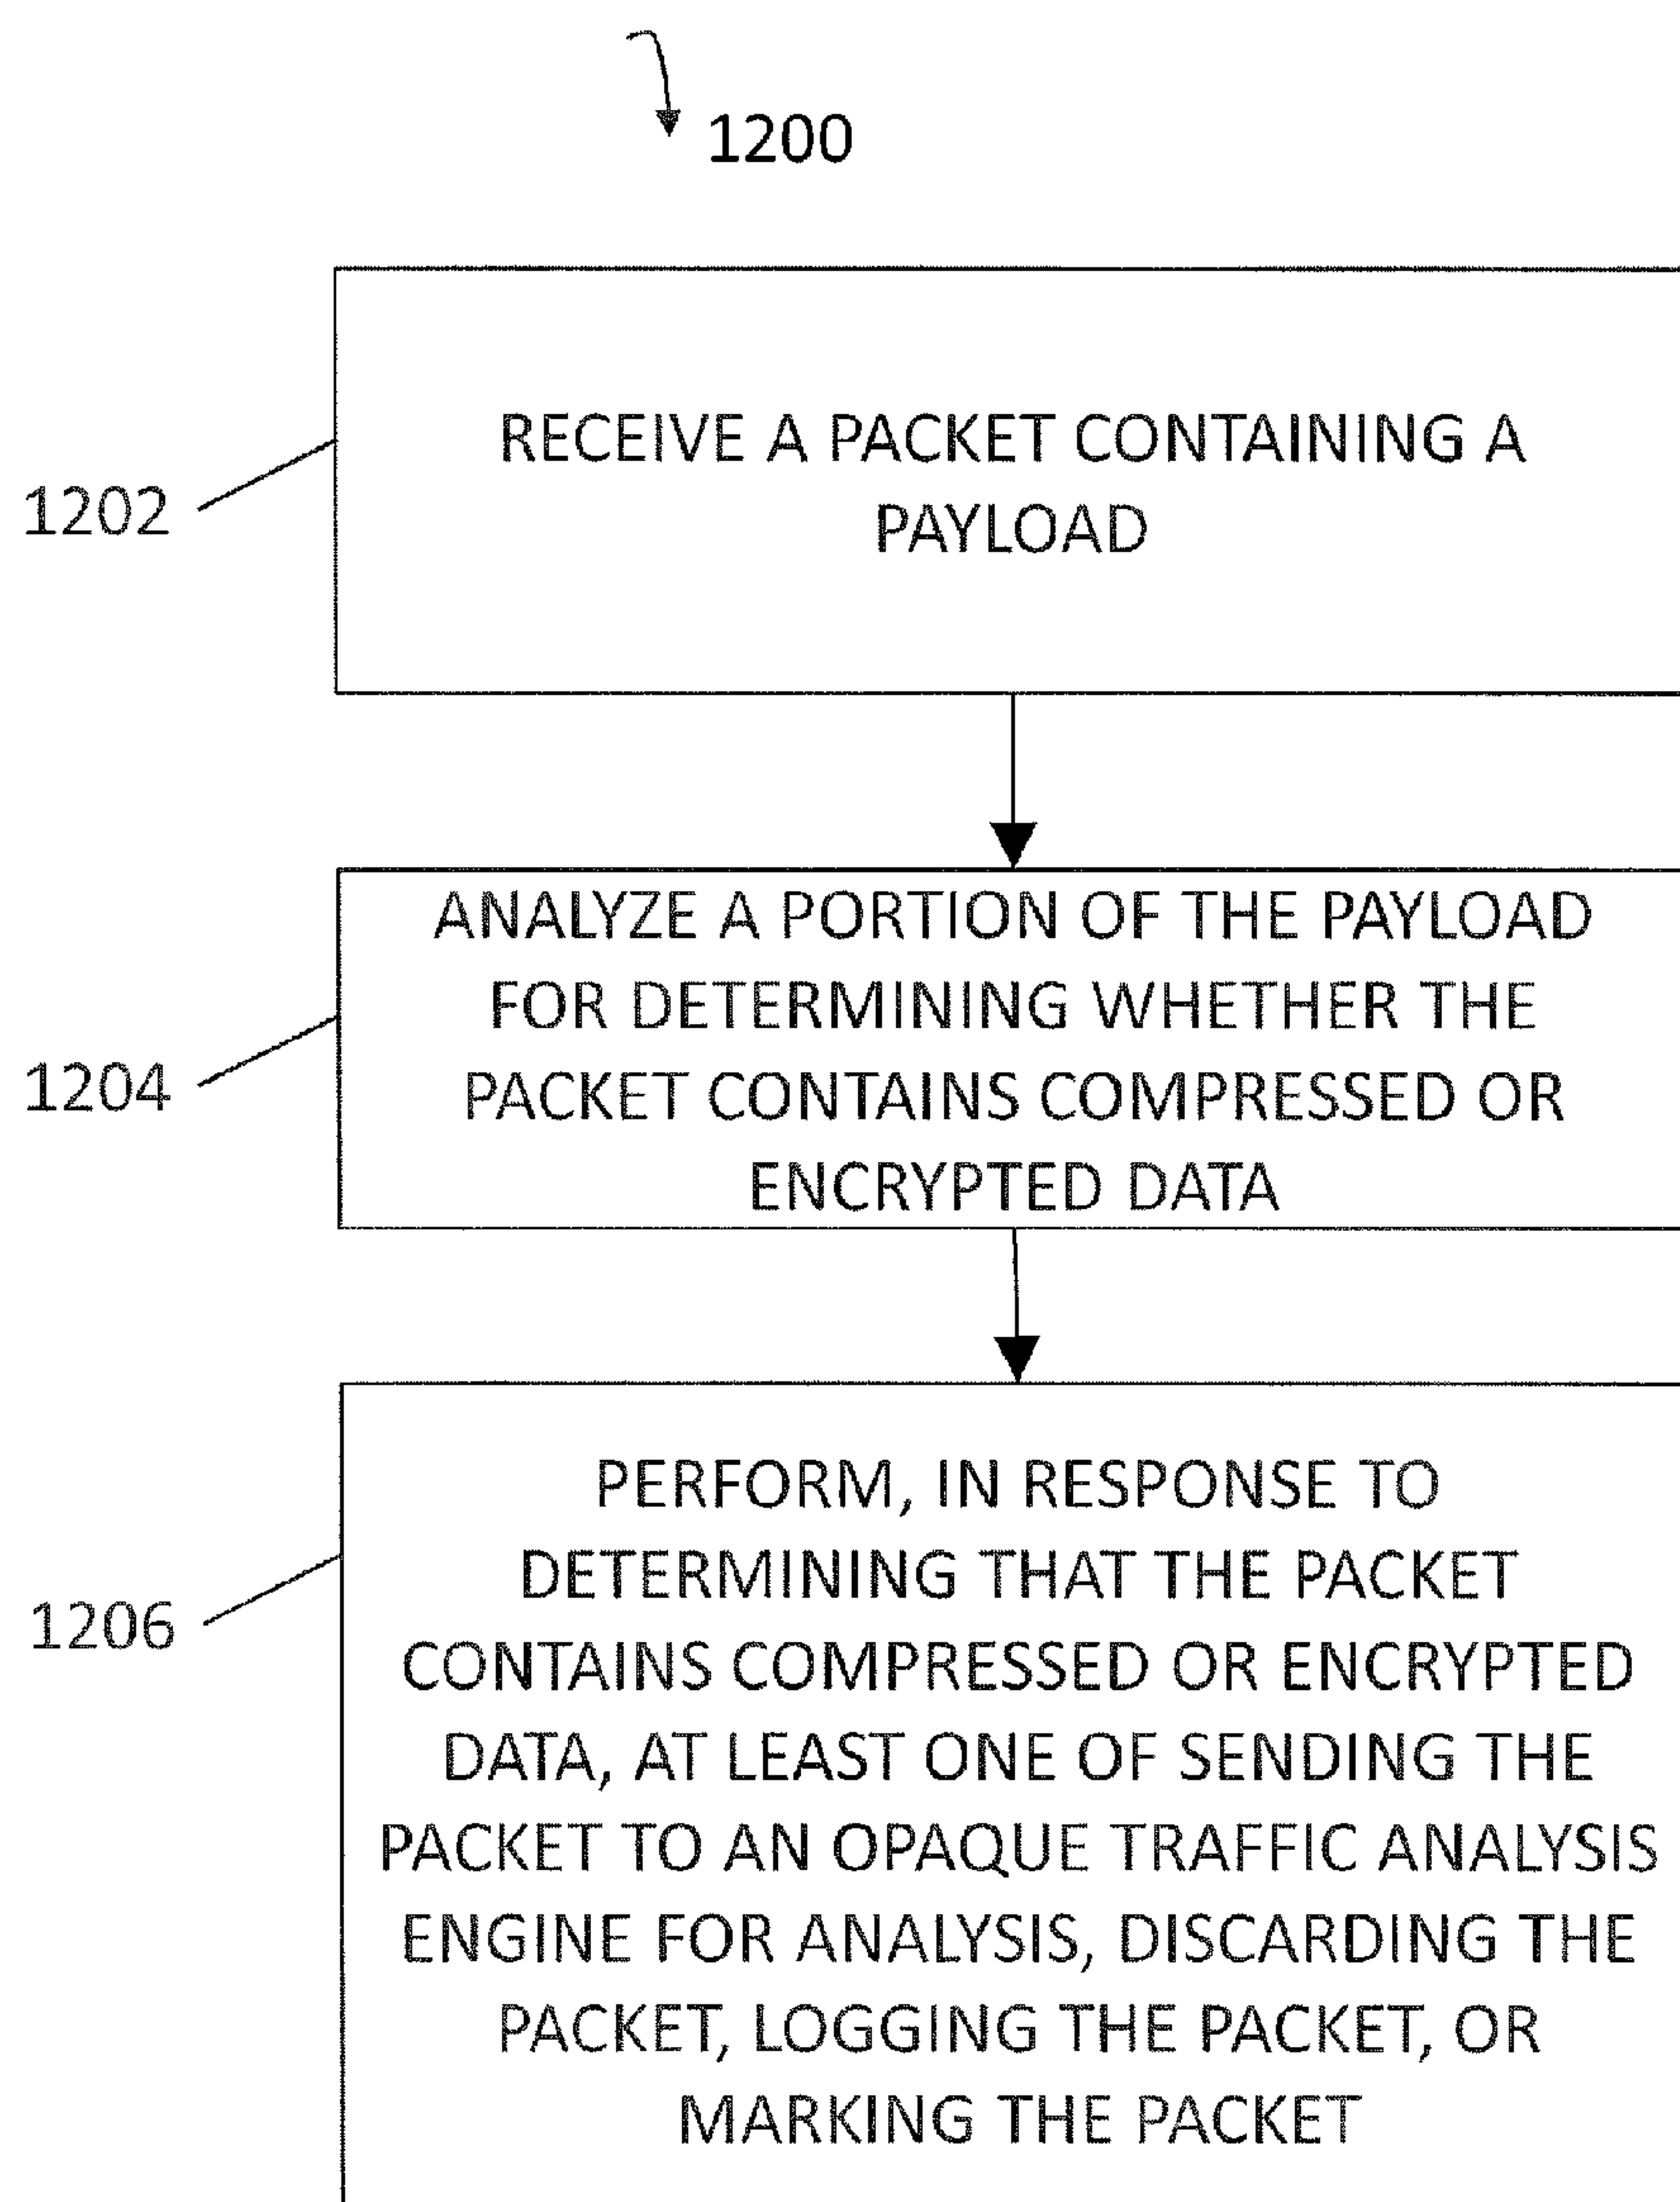 1200
RECEIVE A PACKET CONTAINING A
PAYLOAD
1202
ANALYZE A PORTION OF THE PAYLOAD
FOR DETERMINING WHETHER THE
PACKET CONTAINS COMPRESSED OR
ENCRYPTED DATA
1204
PERFORM, IN RESPONSE TO
DETERMINING THAT THE PACKET
CONTAINS COMPRESSED OR ENCRYPTED
DATA, AT LEAST ONE OF SENDING THE
PACKET TO AN OPAQUE TRAFFIC ANALYSIS
ENGINE FOR ANALYSIS, DISCARDING THE
PACKET, LOGGING THE PACKET, OR
MARKING THE PACKET
1206